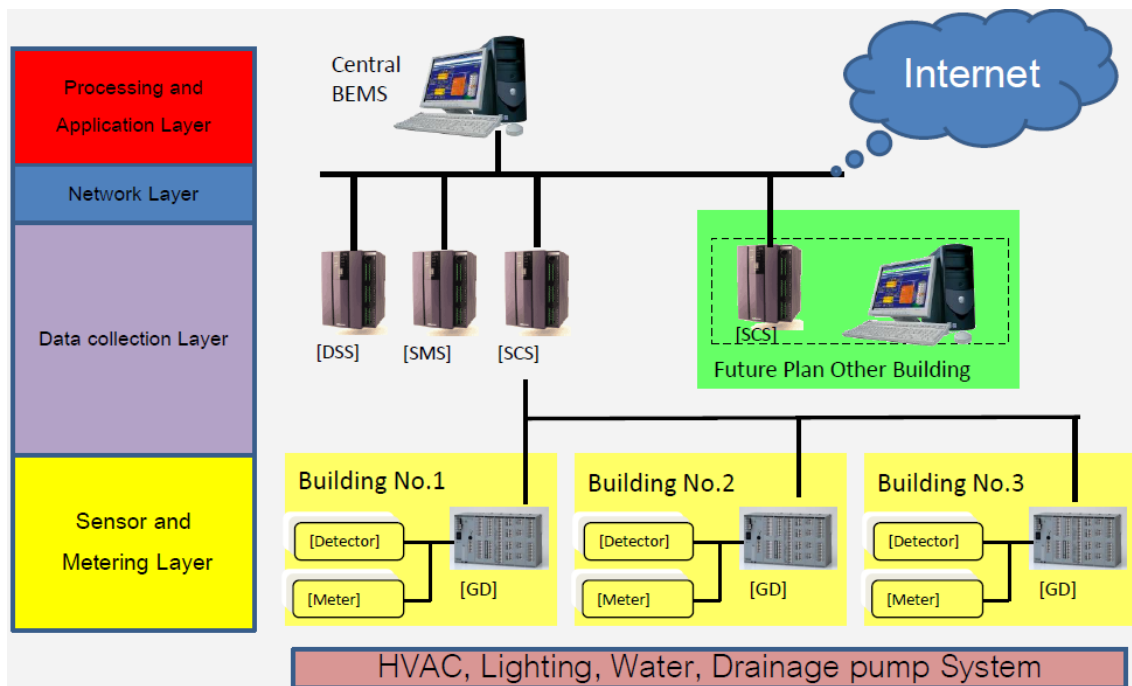 Processing and
Application Layer
Network Layer
Data collection Layer
Sensor and
Metering Layer
Central
BEMS
Internet
[DSS]
[SMS]
[SCS]
[SCS]
Future Plan Other Building
Building No.1
[Detector]
[Meter]
[GD]
Building No.2
[Detector]
[Meter]
[GD]
Building No.3
[Detector]
[Meter]
[GD]
HVAC, Lighting, Water, Drainage pump System